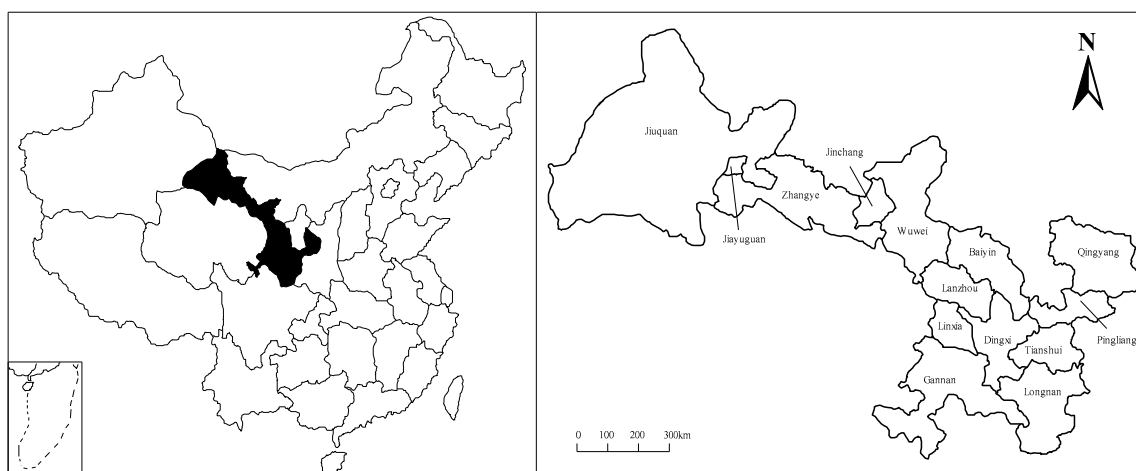 N
Jiuquan
Jinchang
Zhangye
Jiayuguan
Wuwei
Baiyin
Qingyang
Lanzhou
Linxia
Dingxi
Pingliang
Tianshui
Gannan
Longnan
0 100 200 300km